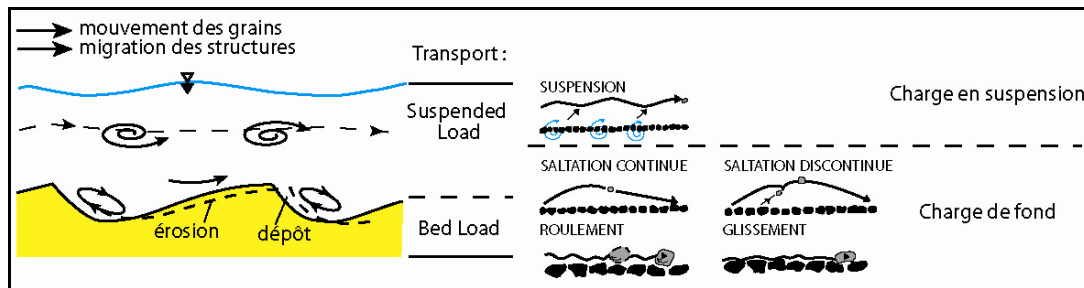 mouvement des grains
migration des structures
Transport :
Suspended
Load
érosion
dépôt
Bed Load
SUSPENSION
Charge en suspension
SALTATION CONTINUE
SALTATION DISCONTINUE
Charge de fond
ROULEMENT
GLISSEMENT